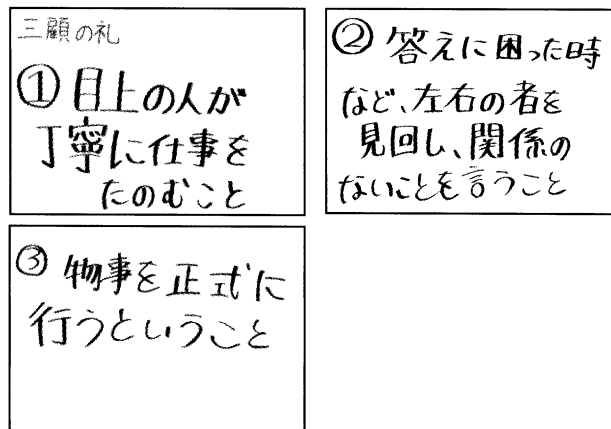 三顧の礼
①目上の人が
丁寧に仕事を
たのむこと
②答えに困った時
など、左右の者を
見回し、関係の
ないことを言うこと
③物事を正式に
行うということ